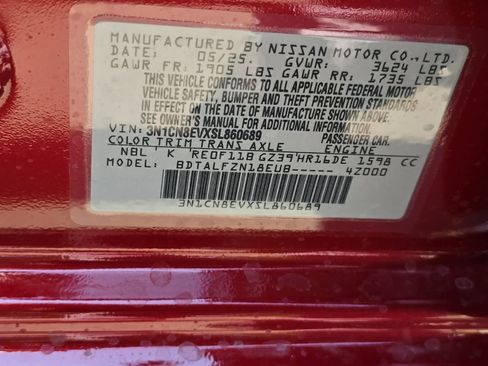 MANUFACTURED BY NISSAN MOTOR CO.,LTD.
DATE: 05/25. GVWR: 3624 LBS
GAWR FR: 1905 LBS GAWR RR: 1735 LBS
THIS VEHICLE CONFORMS TO ALL APPLICABLE FEDERAL MOTOR
VEHICLE SAFETY, BUMPER AND THEFT PREVENTION STANDARDS
IN EFFECT ON THE DATE OF MANUFACTURE SHOWN ABOVE.
SEE OWNER'S MANUAL FOR ADDITIONAL INFORMATION.
VIN: 3N1CN8EVXSL860689 PASSENGER CAR.
COLOR TRIM TRANS AXLE ENGINE
NBL K RE0F11B GZ39 HR16DE 1598 CC
BDTALFZN18EUB----- 4Z000
3N1CN8EVXSL860689